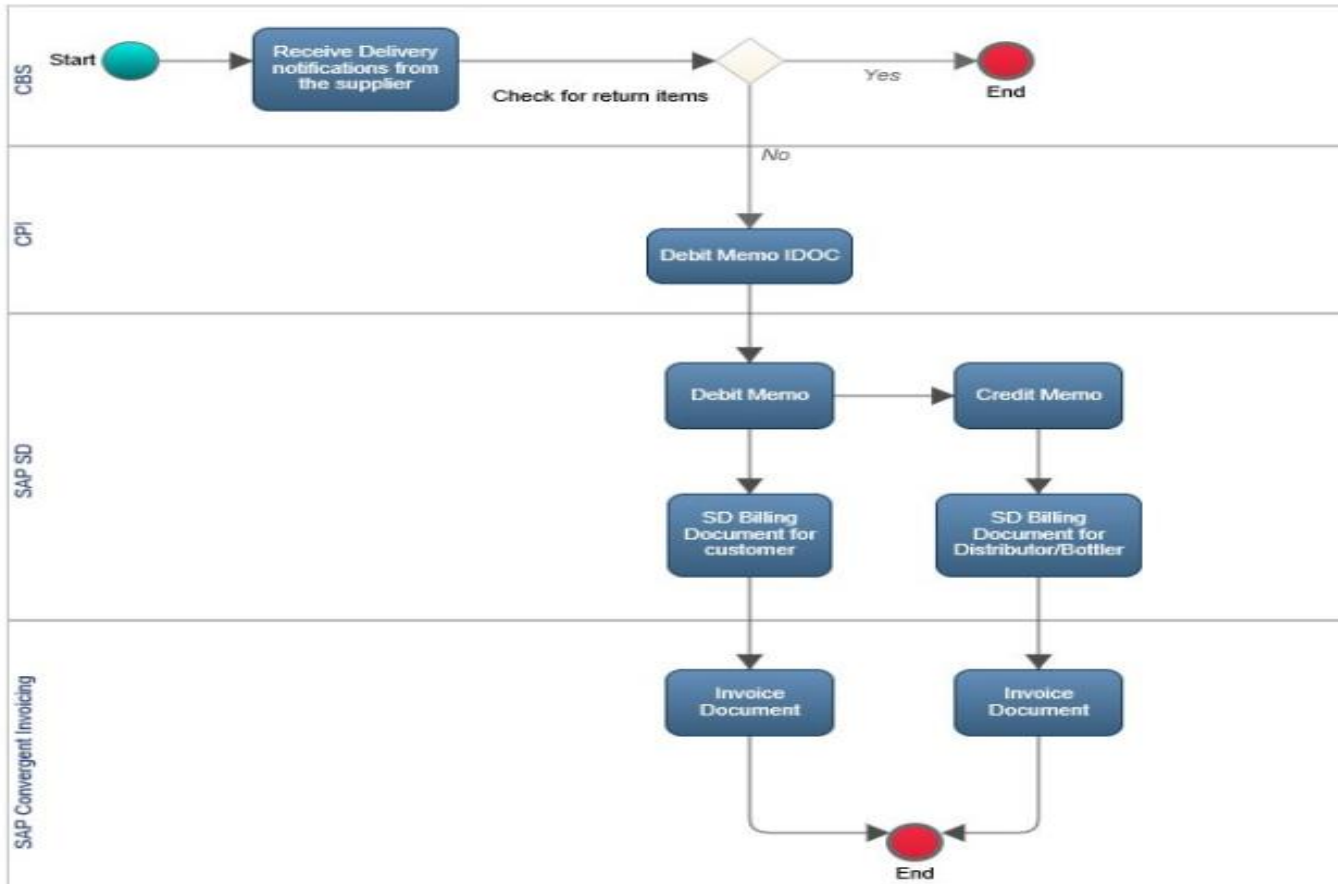 CBS
Start
Receive Delivery
notifications from
the supplier
Check for return items
Yes
End
No
CPI
Debit Memo IDOC
SAP SD
Debit Memo
Credit Memo
SD Billing
Document for
customer
SD Billing
Document for
Distributor/Bottler
SAP Convergent Invoicing
Invoice
Document
Invoice
Document
End